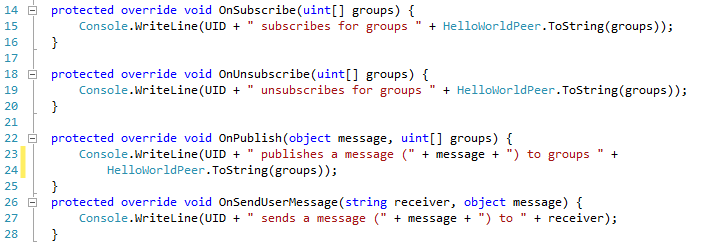 14 protected override void OnSubscribe(uint[] groups) {
15 Console.WriteLine(UID + " subscribes for groups " + HelloWorldPeer.ToString(groups));
16 }
17
18 protected override void OnUnsubscribe(uint[] groups) {
19 Console.WriteLine(UID + " unsubscribes for groups " + HelloWorldPeer.ToString(groups));
20 }
21
22 protected override void OnPublish(object message, uint[] groups) {
23 Console.WriteLine(UID + " publishes a message (" + message + ") to groups " +
24 HelloWorldPeer.ToString(groups));
25 }
26 protected override void OnSendUserMessage(string receiver, object message) {
27 Console.WriteLine(UID + " sends a message (" + message + ") to " + receiver);
28 }